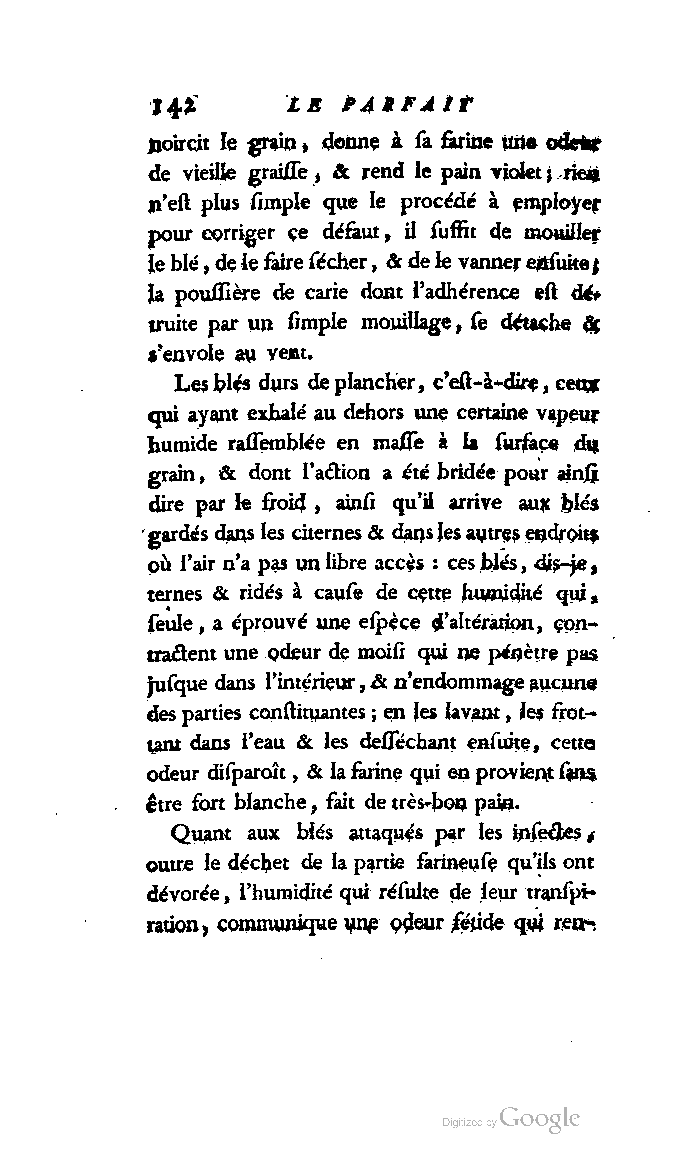 142 LE PARFAIT
noircit le grain, donne à ſa farine une odeur
de vieille graiſſe, & rend le pain violet; rien
n'eſt plus ſimple que le procédé à employer
pour corriger ce défaut, il ſuffit de mouiller
le blé, de le faire ſécher, & de le vanner enſuite;
la pouſſière de carie dont l'adhérence eſt dé-
truite par un ſimple mouillage, ſe détache &
s'envole au vent.
Les blés durs de plancher, c'eſt-à-dire, ceux
qui ayant exhalé au dehors une certaine vapeur
humide raſſemblée en maſſe à la ſurface du
grain, & dont l'action a été bridée pour ainſi
dire par le froid, ainſi qu'il arrive aux blés
gardés dans les citernes & dans les autres endroits
où l'air n'a pas un libre accès : ces blés, dis-je,
ternes & ridés à cauſe de cette humidité qui,
ſeule, a éprouvé une eſpèce d'altération, con-
tractent une odeur de moiſi qui ne pénètre pas
juſque dans l'intérieur, & n'endommage aucune
des parties conſtituantes; en les lavant, les frot-
tant dans l'eau & les deſſéchant enſuite, cette
odeur diſparoît, & la farine qui en provient ſans
être fort blanche, fait de très-bon pain.
Quant aux blés attaqués par les inſectes,
outre le déchet de la partie farineuſe qu'ils ont
dévorée, l'humidité qui réſulte de leur tranſpi-
ration, communique une odeur fétide qui ren-
Digitized by Google